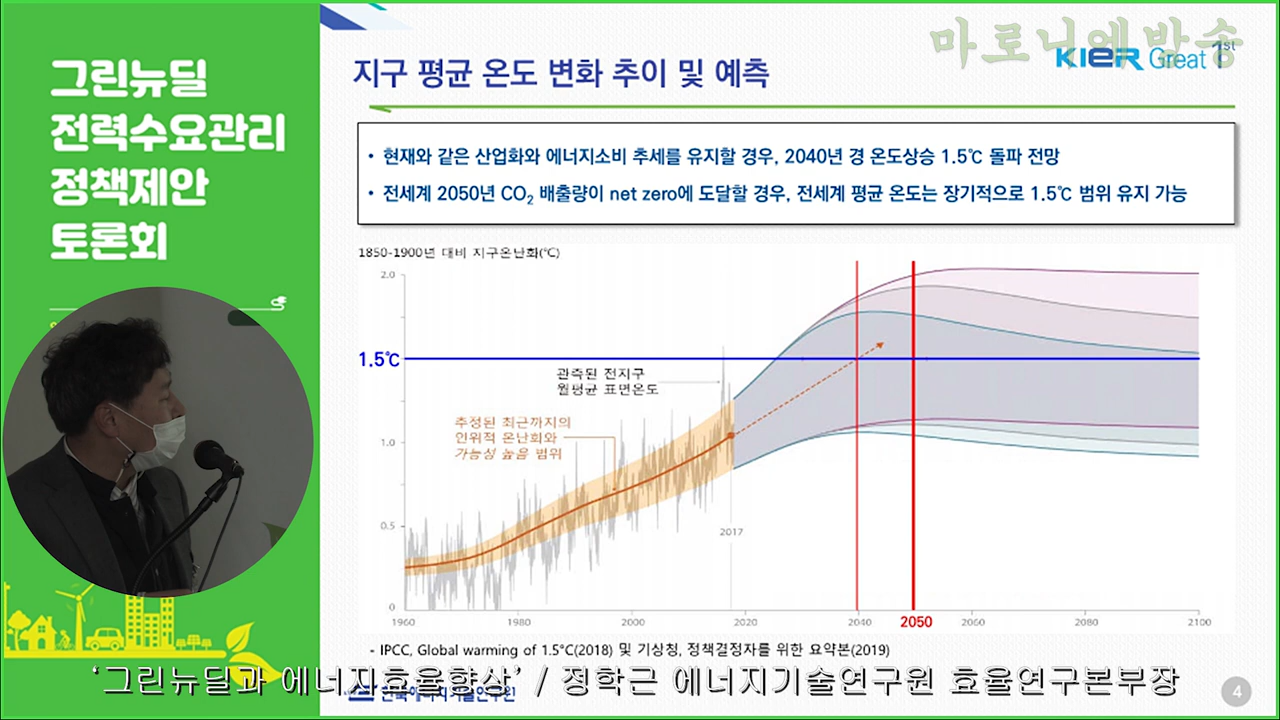 그린뉴딜
전력수요관리
정책제안
토론회
마로니에방송
KIER Great 1st
지구 평균 온도 변화 추이 및 예측
• 현재와 같은 산업화와 에너지소비 추세를 유지할 경우, 2040년 경 온도상승 1.5℃ 돌파 전망
• 전세계 2050년 CO₂ 배출량이 net zero에 도달할 경우, 전세계 평균 온도는 장기적으로 1.5℃ 범위 유지 가능
1850-1900년 대비 지구온난화(℃)
2.0
1.5℃
관측된 전지구
월평균 표면온도
추정된 최근까지의
인위적 온난화와
가능성 높음 범위
1.0
0.5
2017
0
1960 1980 2000 2020 2040 2050 2060 2080 2100
- IPCC, Global warming of 1.5°C(2018) 및 기상청, 정책결정자를 위한 요약본(2019)
한국에너지기술연구원
‘그린뉴딜과 에너지효율향상’ / 정학근 에너지기술연구원 효율연구본부장
4